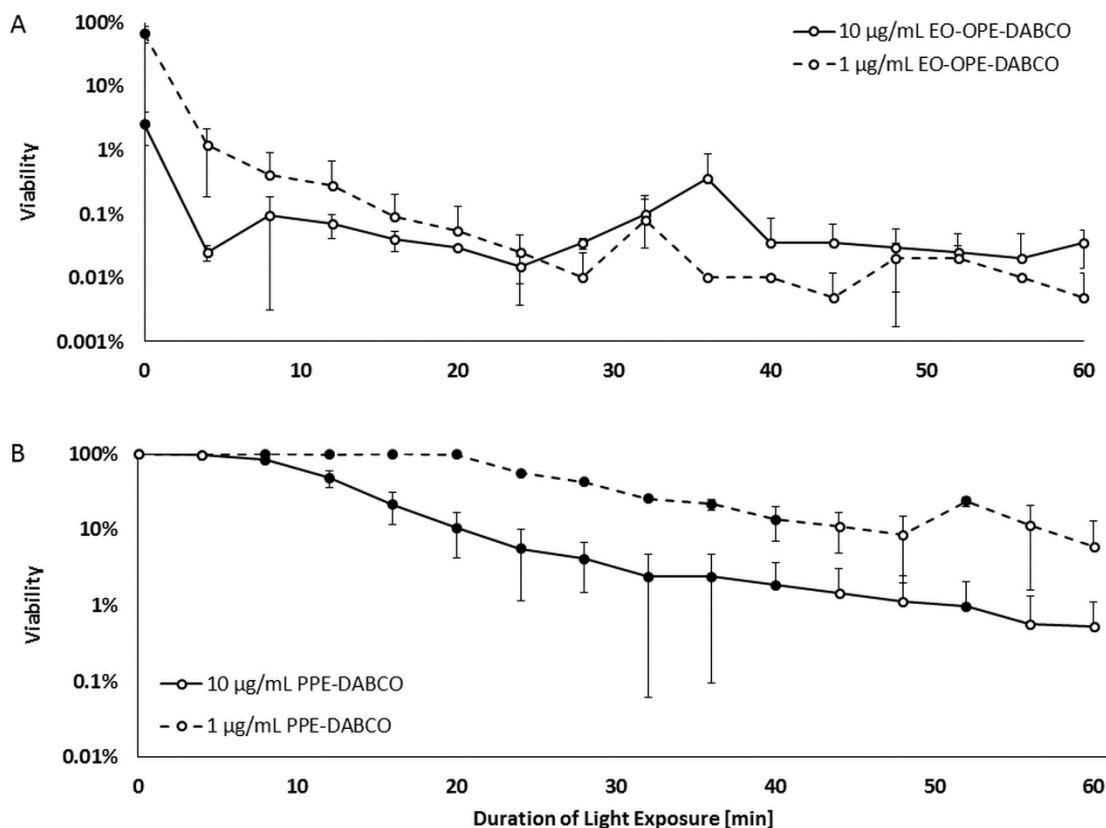 A
100%
10%
1%
0.1%
0.01%
0.001%
Viability
10 µg/mL EO-OPE-DABCO
1 µg/mL EO-OPE-DABCO
0 10 20 30 40 50 60
B
100%
10%
1%
0.1%
0.01%
Viability
10 µg/mL PPE-DABCO
1 µg/mL PPE-DABCO
0 10 20 30 40 50 60
Duration of Light Exposure [min]